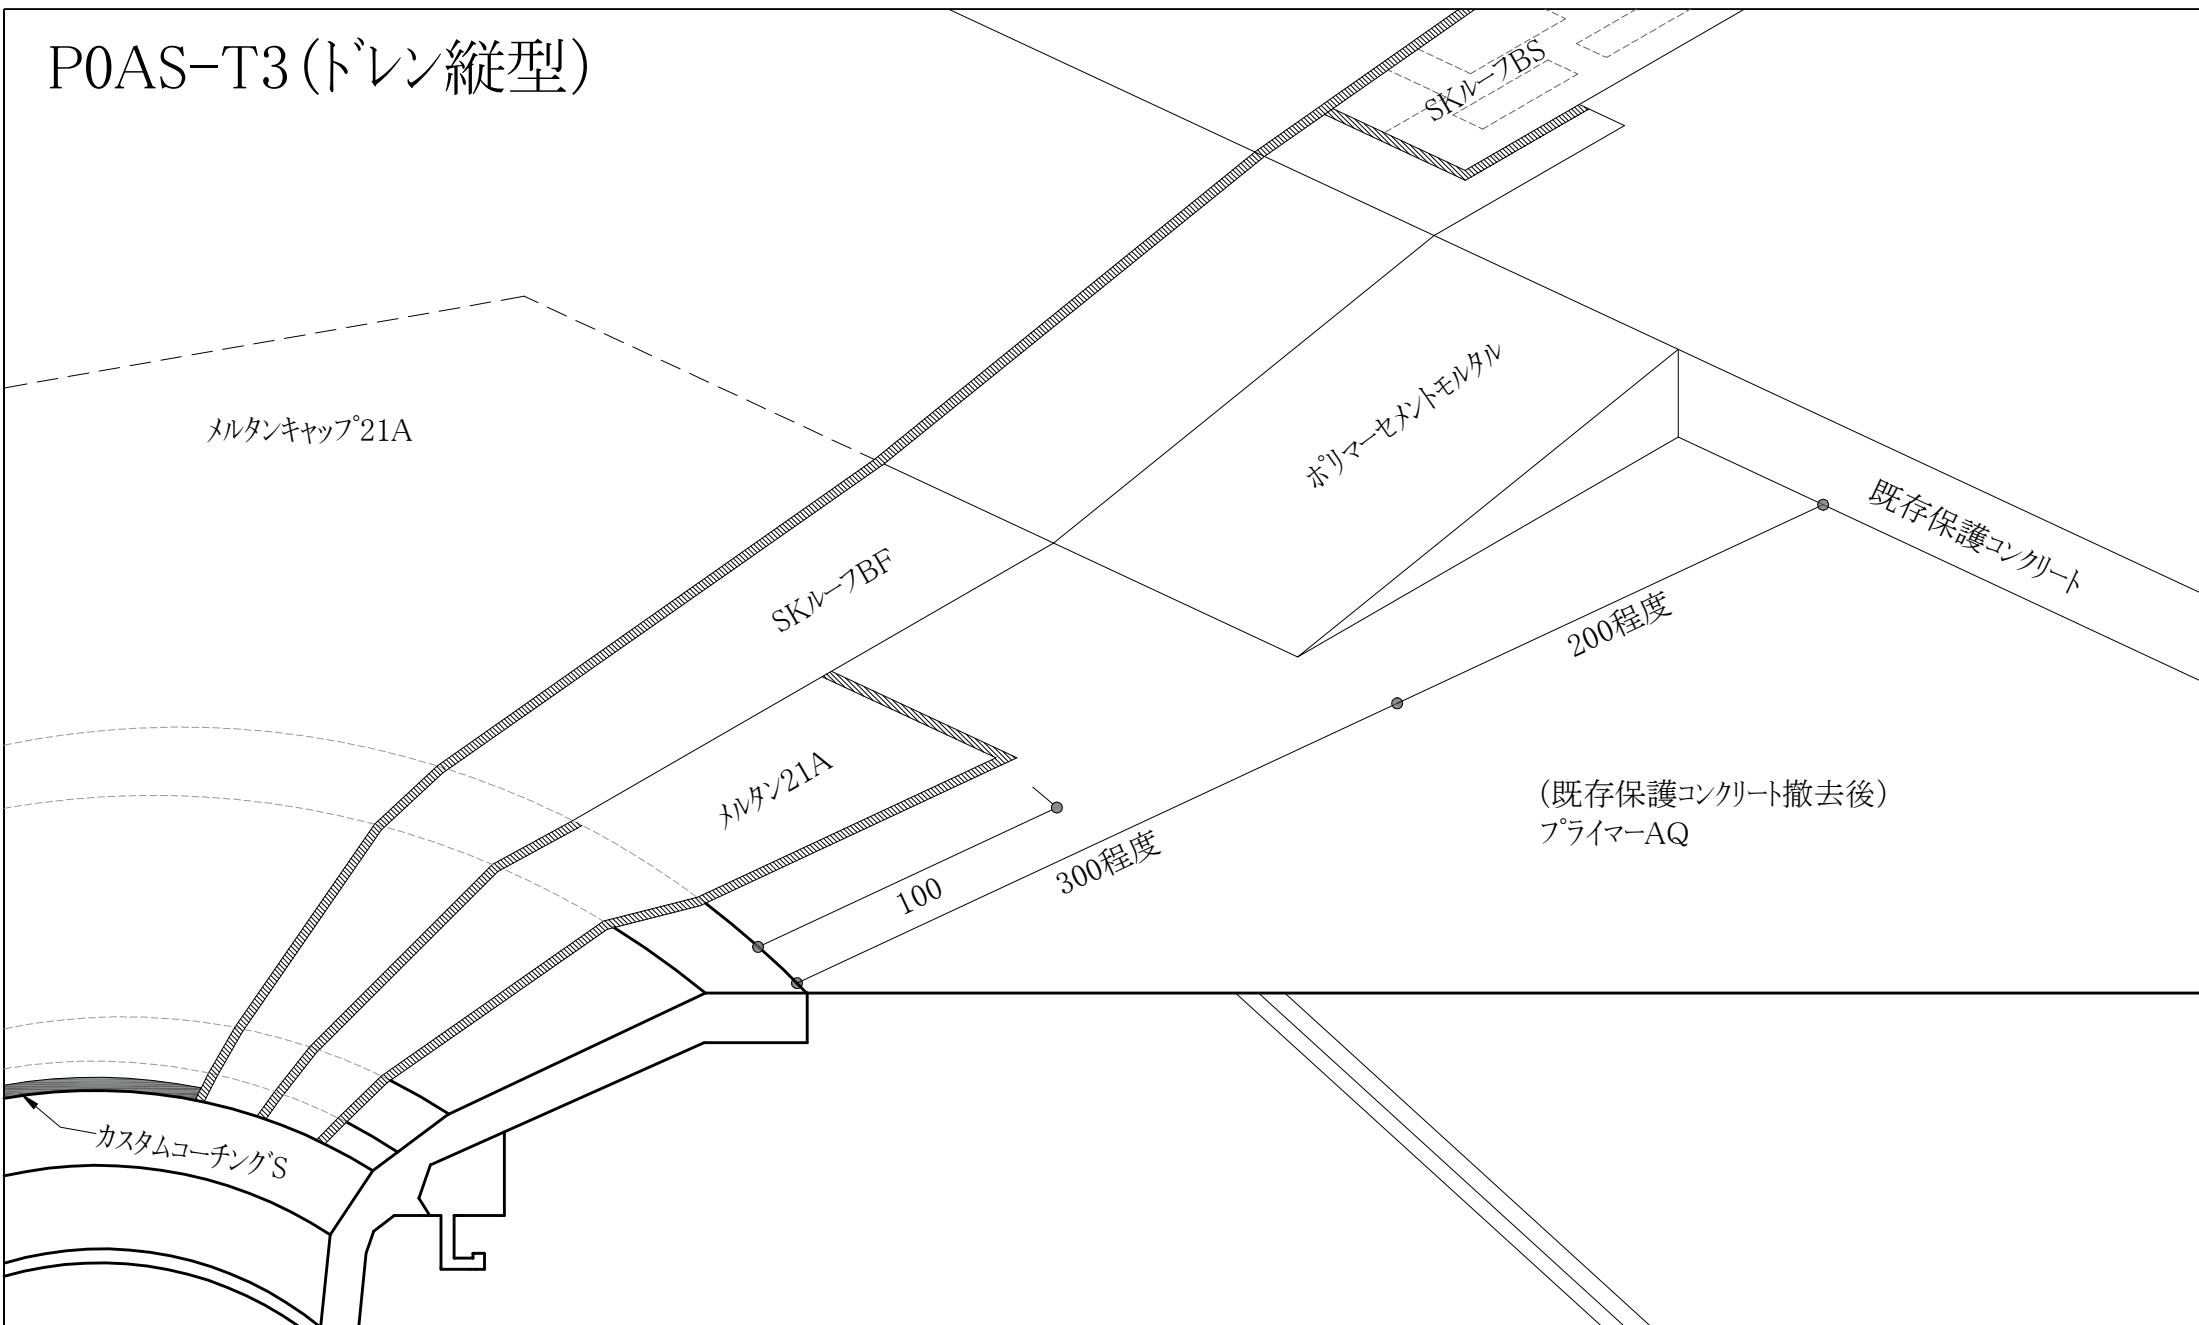 P0AS-T3(ドレン縦型)
SKルーフBS
メルタンキャップ21A
ポリマーセメントモルタル
既存保護コンクリート
SKルーフBF
200程度
メルタン21A
(既存保護コンクリート撤去後)
プライマーAQ
300程度
100
カスタムコーチングS